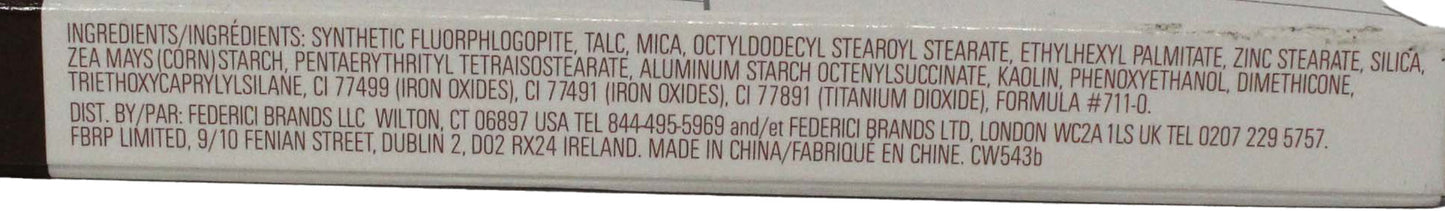 INGREDIENTS/INGRÉDIENTS: SYNTHETIC FLUORPHLOGOPITE, TALC, MICA, OCTYLDODECYL STEAROYL STEARATE, ETHYLHEXYL PALMITATE, ZINC STEARATE, SILICA,
ZEA MAYS (CORN) STARCH, PENTAERYTHRITYL TETRAISOSTEARATE, ALUMINUM STARCH OCTENYLSUCCINATE, KAOLIN, PHENOXYETHANOL, DIMETHICONE,
TRIETHOXYCAPRYLYLSILANE, CI 77499 (IRON OXIDES), CI 77491 (IRON OXIDES), CI 77891 (TITANIUM DIOXIDE), FORMULA #711-0.
DIST. BY/PAR: FEDERICI BRANDS LLC WILTON, CT 06897 USA TEL 844-495-5969 and/et FEDERICI BRANDS LTD, LONDON WC2A 1LS UK TEL 0207 229 5757.
FBRP LIMITED, 9/10 FENIAN STREET, DUBLIN 2, D02 RX24 IRELAND. MADE IN CHINA/FABRIQUÉ EN CHINE. CW543b